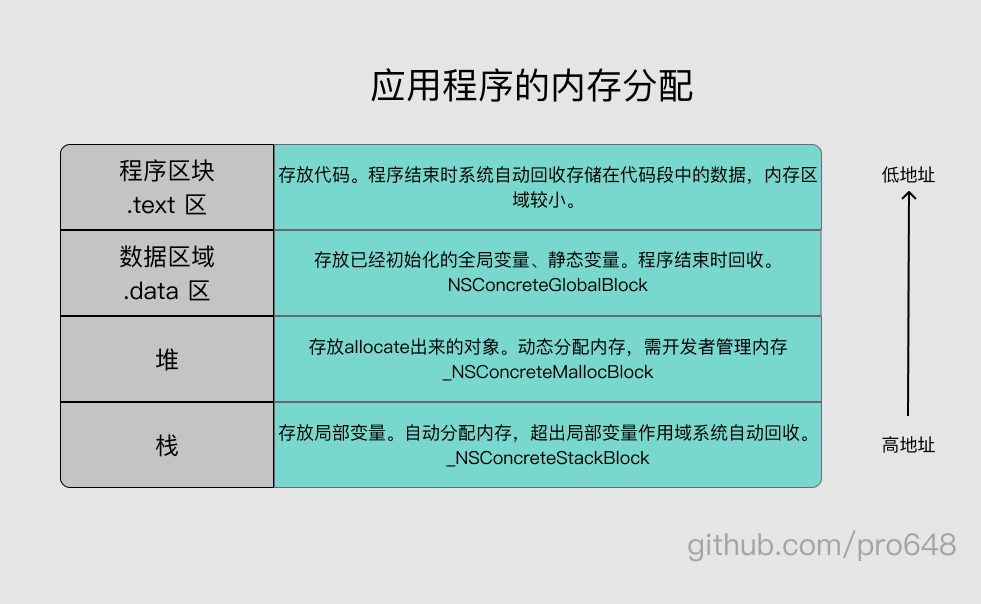 应用程序的内存分配
程序区块
.text 区
存放代码。程序结束时系统自动回收存储在代码段中的数据，内存区
域较小。
低地址
数据区域
.data 区
存放已经初始化的全局变量、静态变量。程序结束时回收。
NSConcreteGlobalBlock
堆
存放allocate出来的对象。动态分配内存，需开发者管理内存
_NSConcreteMallocBlock
栈
存放局部变量。自动分配内存，超出局部变量作用域系统自动回收。
_NSConcreteStackBlock
高地址
github.com/pro648